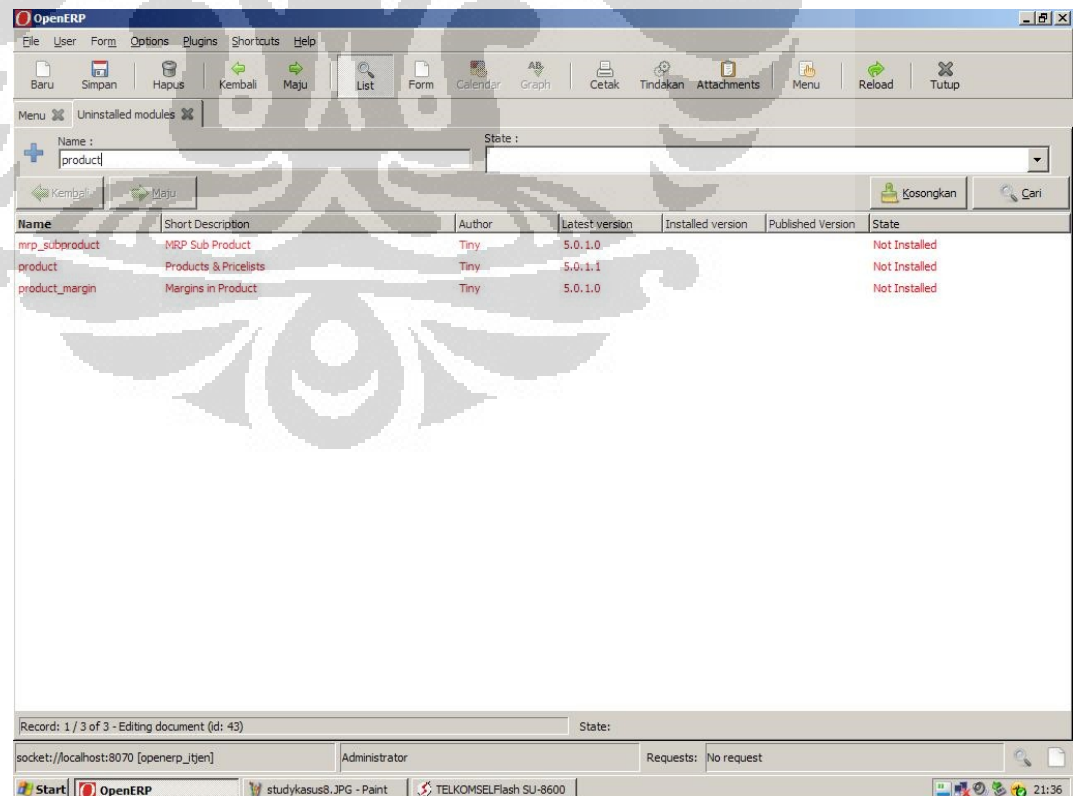 OpenERP
File User Form Options Plugins Shortcuts Help
Baru Simpan Hapus Kembali Maju List Form Calendar Graph Cetak Tindakan Attachments Menu Reload Tutup
Menu Uninstalled modules
Name : State :
product
Kembali Maju Kosongkan Cari
Name Short Description Author Latest version Installed version Published Version State
mrp_subproduct MRP Sub Product Tiny 5.0.1.0 Not Installed
product Products & Pricelists Tiny 5.0.1.1 Not Installed
product_margin Margins in Product Tiny 5.0.1.0 Not Installed
Record: 1 / 3 of 3 - Editing document (id: 43) State:
socket://localhost:8070 [openerp_itjen] Administrator Requests: No request
Start OpenERP studykasus8.JPG - Paint TELKOMSELFlash SU-8600 21:36